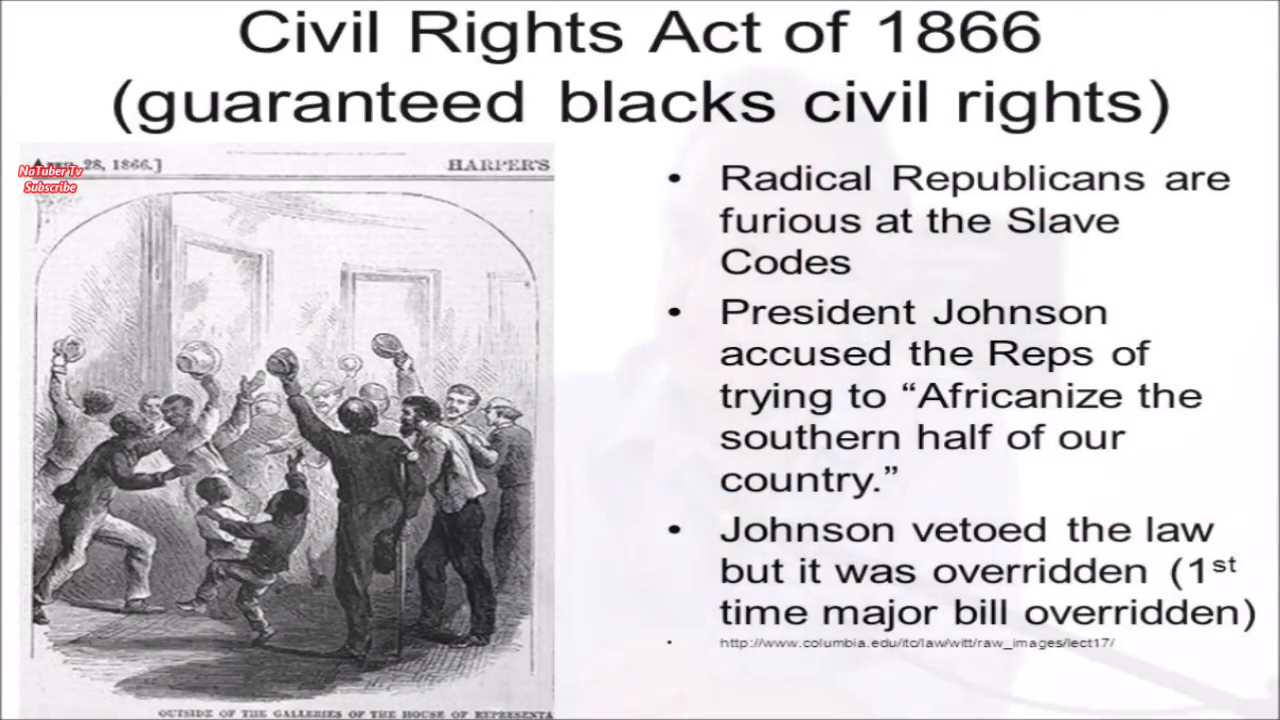 Civil Rights Act of 1866
(guaranteed blacks civil rights)
28, 1866.]
HARPER'S
NaTuber Tv
Subscribe
• Radical Republicans are
furious at the Slave
Codes
• President Johnson
accused the Reps of
trying to “Africanize the
southern half of our
country.”
• Johnson vetoed the law
but it was overridden (1st
time major bill overridden)
• http://www.columbia.edu/itc/law/witt/raw_images/lect17/
OUTSIDE OF THE GALLERIES OF THE HOUSE OF REPRESENTA